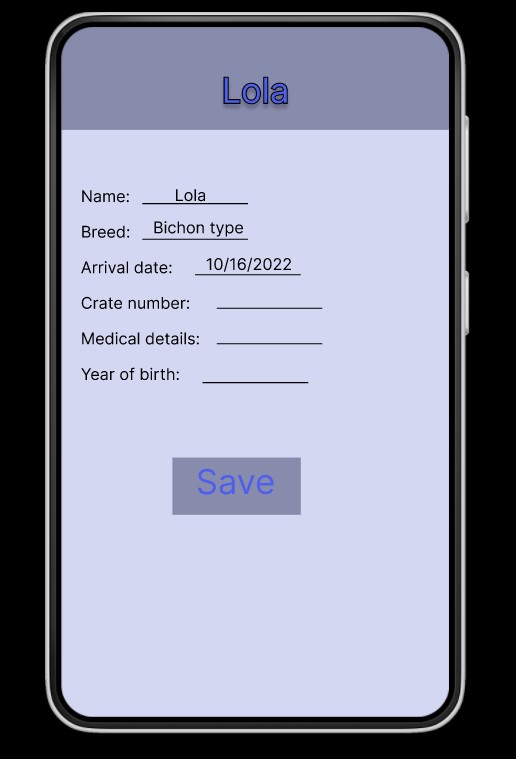 Lola
Name: Lola
Breed: Bichon type
Arrival date: 10/16/2022
Crate number:
Medical details:
Year of birth:
Save